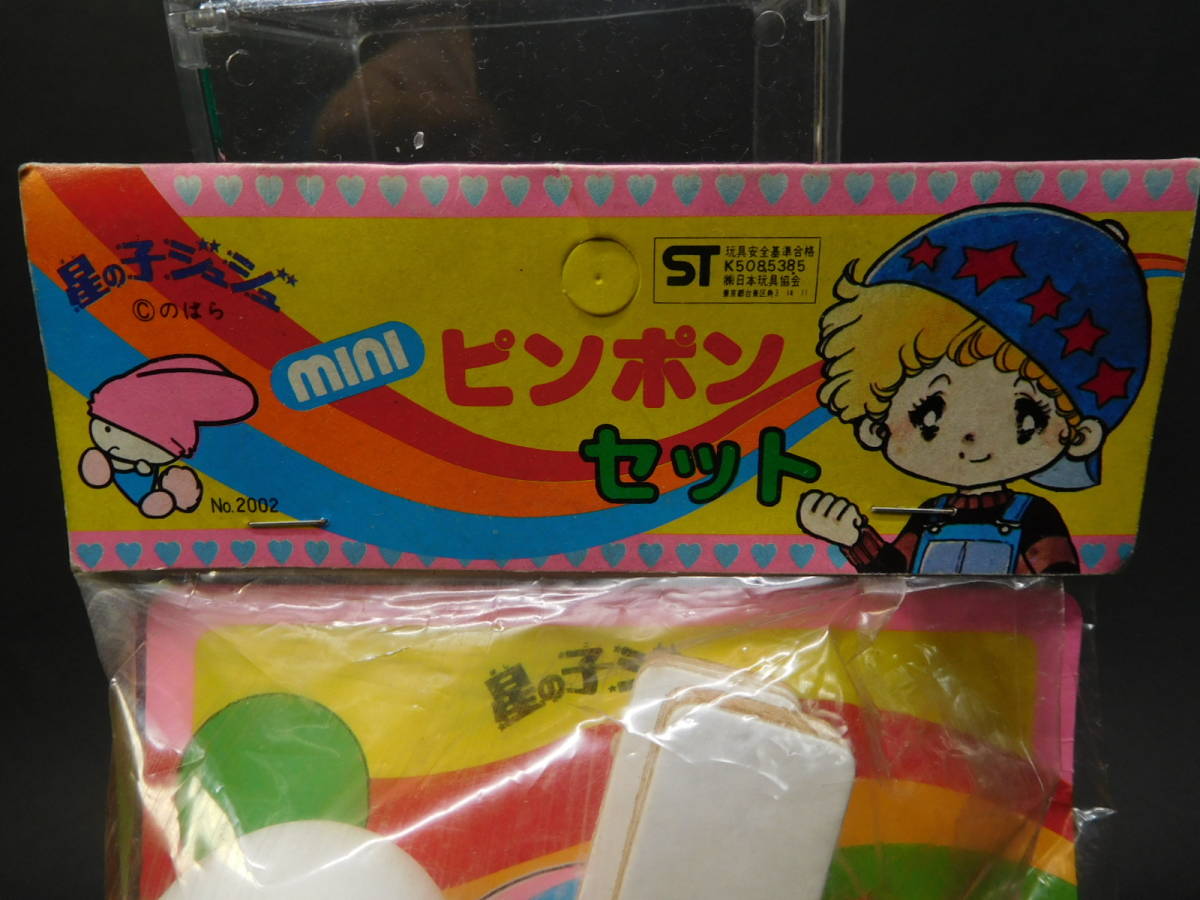 星の子ジュジュ
©のはら
mini
ピンポン
セット
No.2002
ST
玩具安全基準合格
K5085385
㈳日本玩具協会
星の子ジ